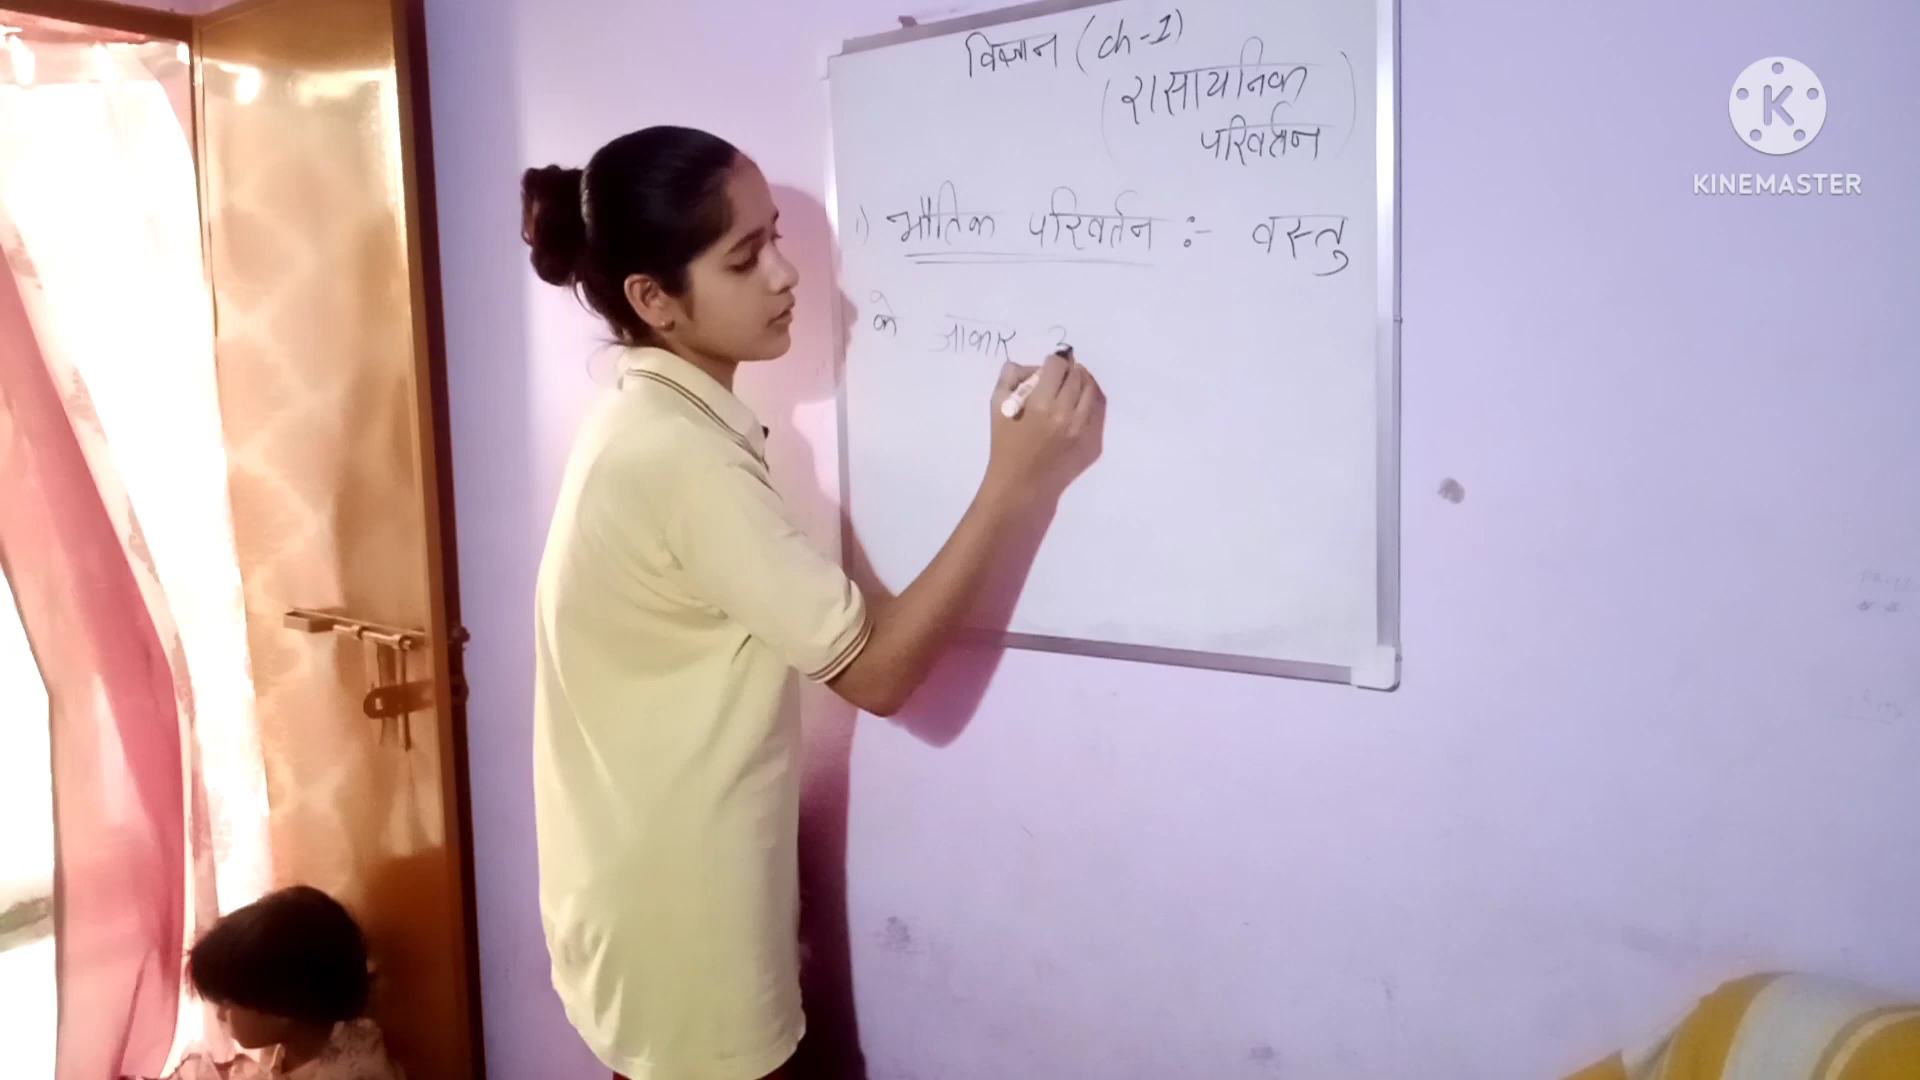 विज्ञान (ch-1)
(रासायनिक
परिवर्तन)
1) भौतिक परिवर्तन :- वस्तु
के आकार
KINEMASTER